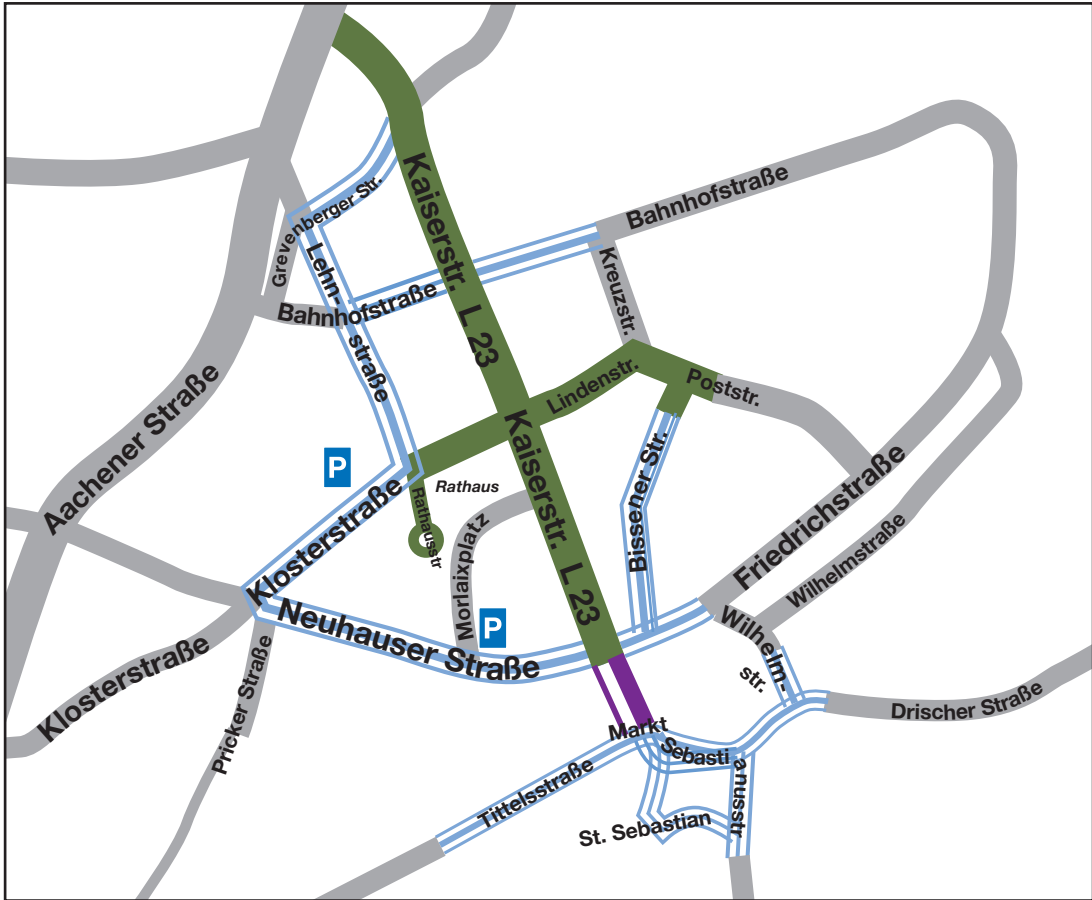 Grevenberger Str.
Kaiserstr. L 23
Bahnhofstraße
Lehn-
straße
Kreuzstr.
Bahnhofstraße
Lindenstr.
Poststr.
Aachener Straße
P
Rathaus
Rathausstr
Kaiserstr. L 23
Bissener Str.
Friedrichstraße
Wilhelmstraße
Klosterstraße
Morlaixplatz
P
Neuhauser Straße
Wilhelm-
str.
Klosterstraße
Pricker Straße
Drischer Straße
Markt
Sebasti
anusstr
Tittelsstraße
St. Sebastian